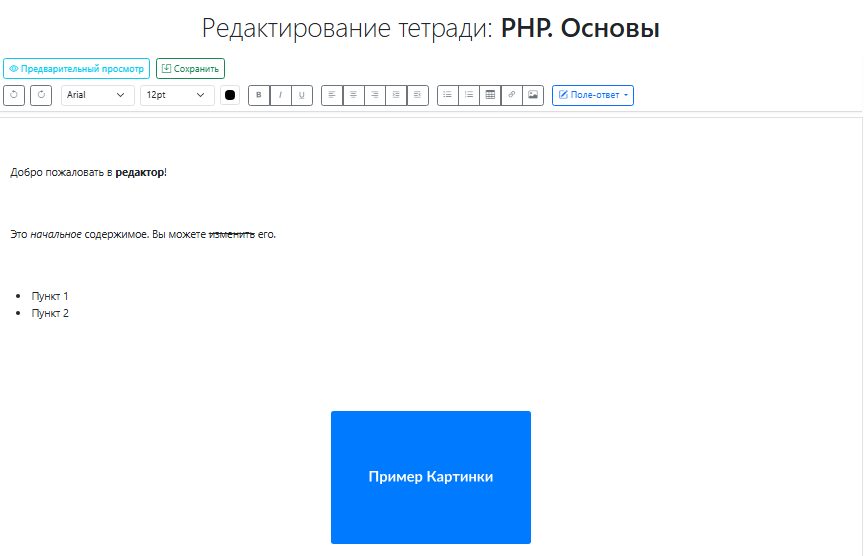 Редактирование тетради: PHP. Основы
Предварительный просмотр Сохранить
Arial 12pt B I U Поле-ответ
Добро пожаловать в редактор!
Это начальное содержимое. Вы можете изменить его.
Пункт 1
Пункт 2
Пример Картинки